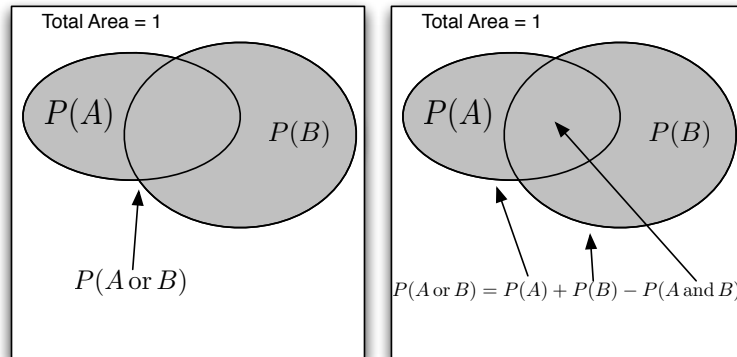 Total Area = 1
P(A)
P(B)
P(A or B)
Total Area = 1
P(A)
P(B)
P(A or B) = P(A) + P(B) − P(A and B)